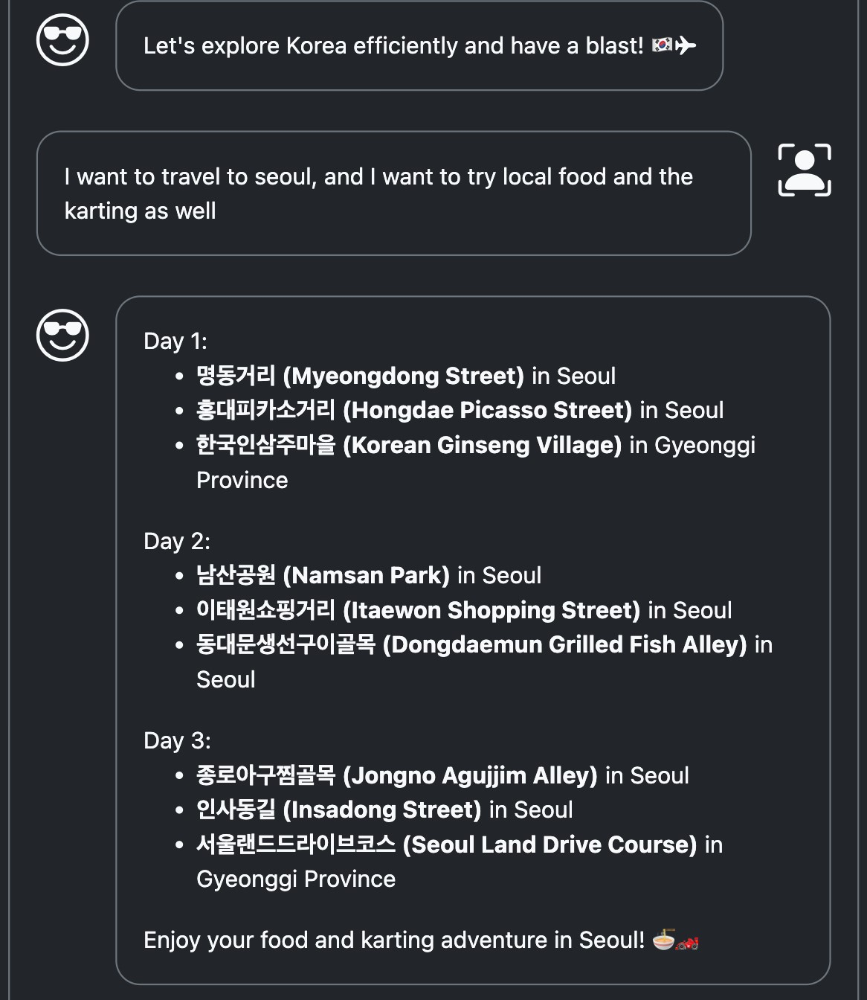 Let's explore Korea efficiently and have a blast! 🇰🇷✈
I want to travel to seoul, and I want to try local food and the
karting as well
Day 1:
• 명동거리 (Myeongdong Street) in Seoul
• 홍대피카소거리 (Hongdae Picasso Street) in Seoul
• 한국인삼주마을 (Korean Ginseng Village) in Gyeonggi
Province
Day 2:
• 남산공원 (Namsan Park) in Seoul
• 이태원쇼핑거리 (Itaewon Shopping Street) in Seoul
• 동대문생선구이골목 (Dongdaemun Grilled Fish Alley) in
Seoul
Day 3:
• 종로아구찜골목 (Jongno Agujjim Alley) in Seoul
• 인사동길 (Insadong Street) in Seoul
• 서울랜드드라이브코스 (Seoul Land Drive Course) in
Gyeonggi Province
Enjoy your food and karting adventure in Seoul! 🍜🏎️